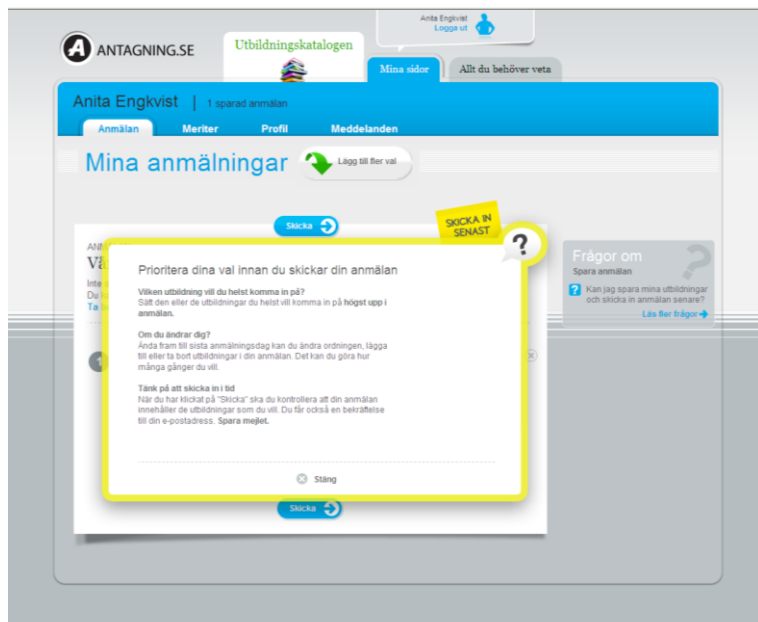 Anita Engkvist
Logga ut
ANTAGNING.SE
Utbildningskatalogen
Mina sidor
Allt du behöver veta
Anita Engkvist | 1 sparad anmälan
Anmälan
Meriter
Profil
Meddelanden
Mina anmälningar
Lägg till fler val
Skicka
SKICKA IN
SENAST
?
Prioritera dina val innan du skickar din anmälan
Vilken utbildning vill du helst komma in på?
Sätt den eller de utbildningar du helst vill komma in på högst upp i
anmälan.
Om du ändrar dig?
Ända fram till sista anmälningsdag kan du ändra ordningen, lägga
till eller ta bort utbildningar i din anmälan. Det kan du göra hur
många gånger du vill.
Tänk på att skicka in i tid
När du har klickat på "Skicka" ska du kontrollera att din anmälan
innehåller de utbildningar som du vill. Du får också en bekräftelse
till din e-postadress. Spara mejlet.
Stäng
Skicka
Frågor om
Spara anmälan
?
Kan jag spara mina utbildningar
och skicka in anmälan senare?
Läs fler frågor
1